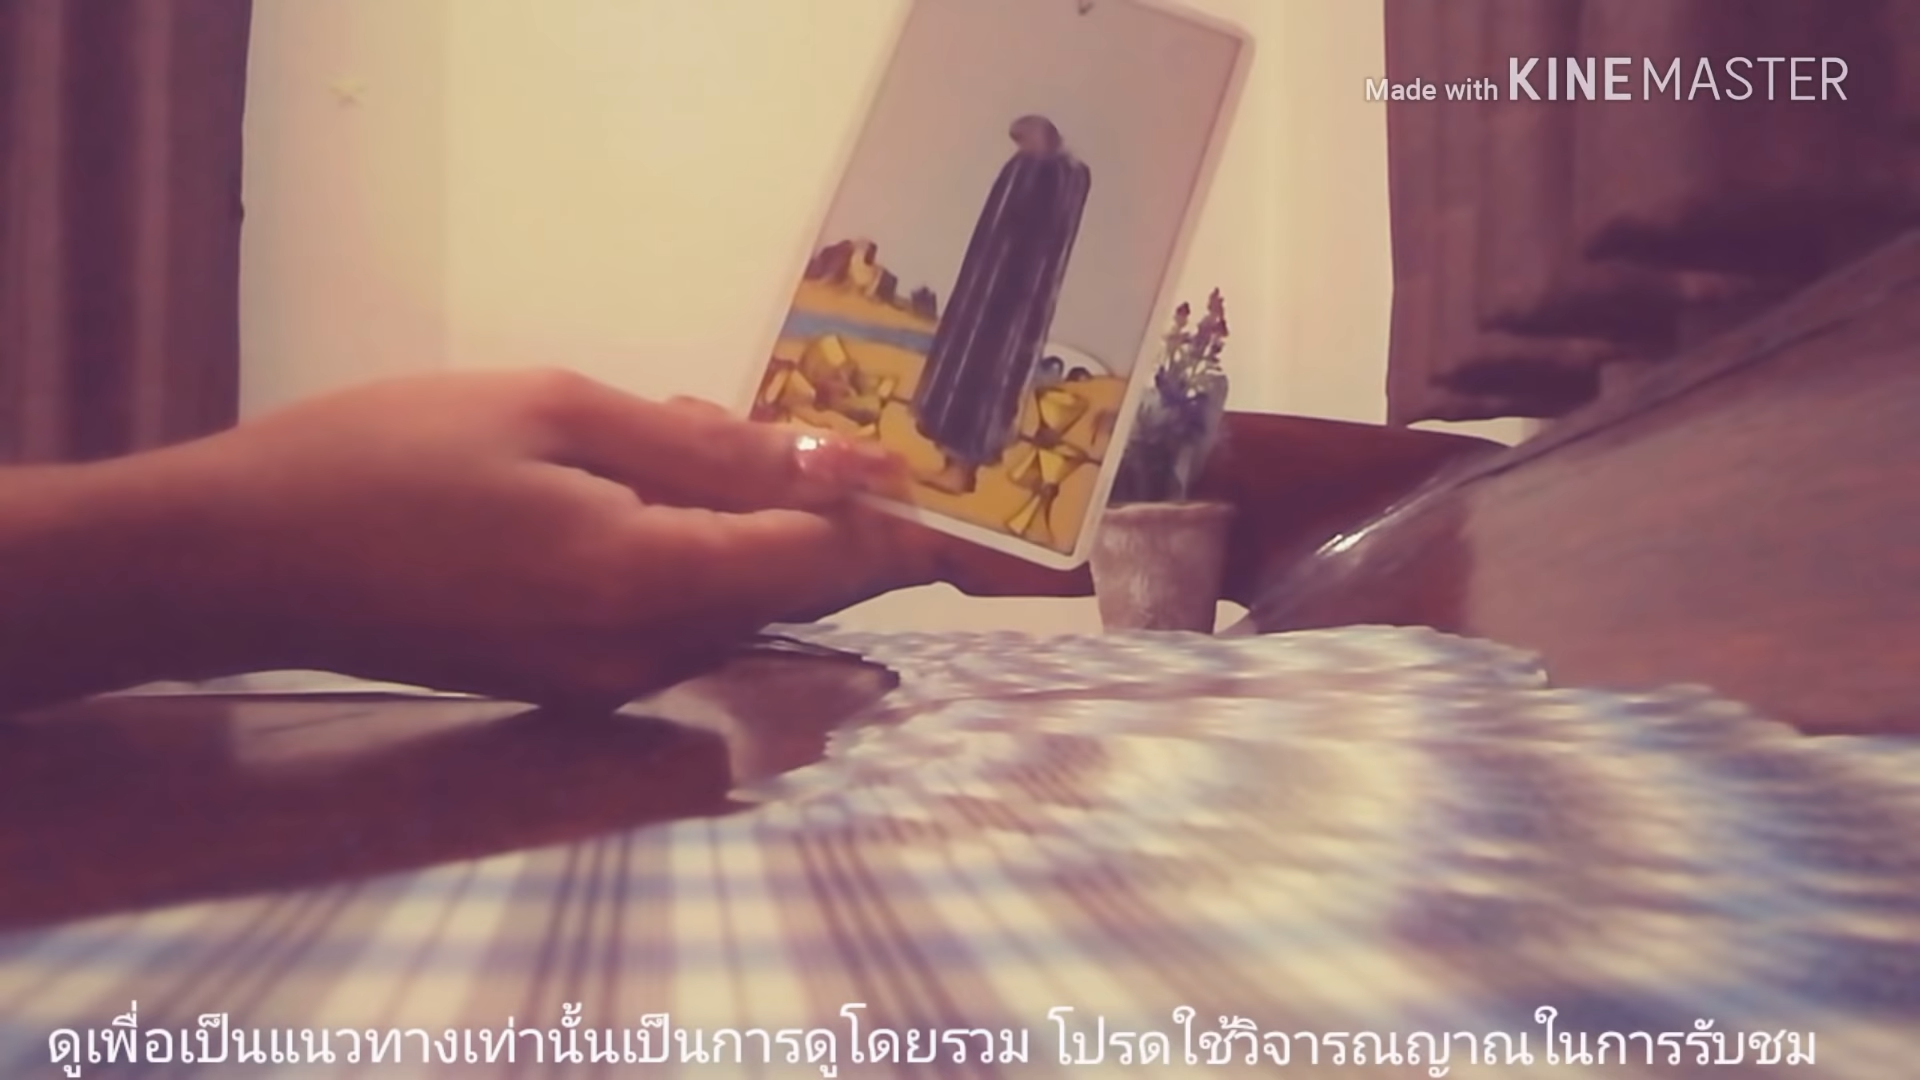 Made with KINEMASTER
ดูเพื่อเป็นแนวทางเท่านั้นเป็นการดูโดยรวม โปรดใช้วิจารณญาณในการรับชม